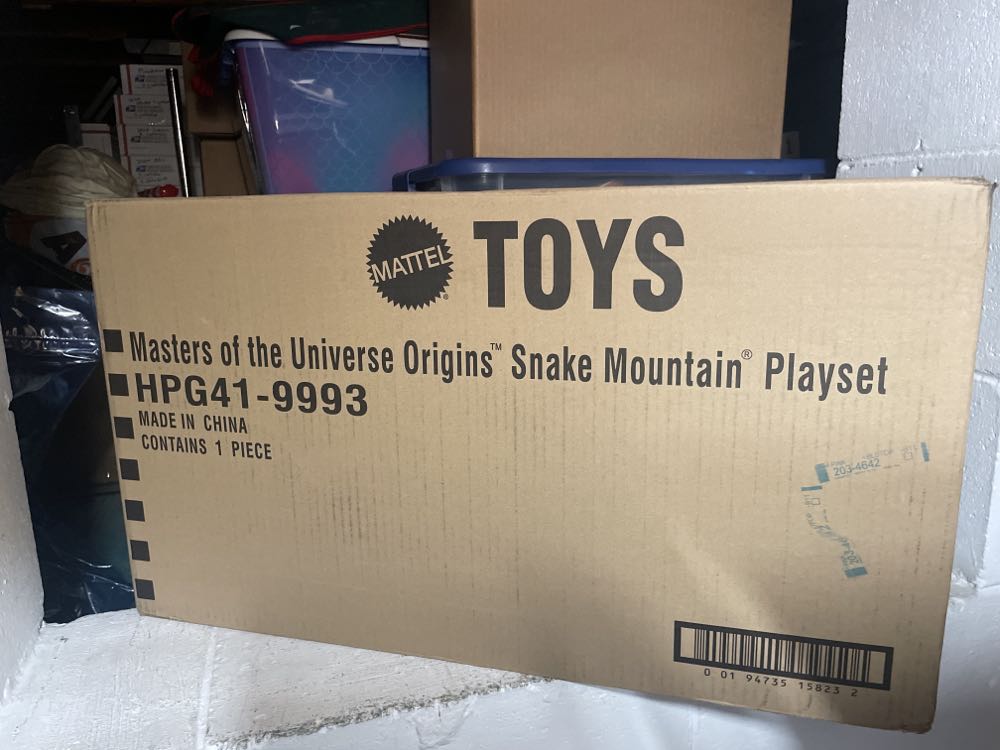 MATTEL
®
TOYS
Masters of the Universe Origins™ Snake Mountain® Playset
HPG41-9993
MADE IN CHINA
CONTAINS 1 PIECE
203-4642
0 01 94735 15823 2